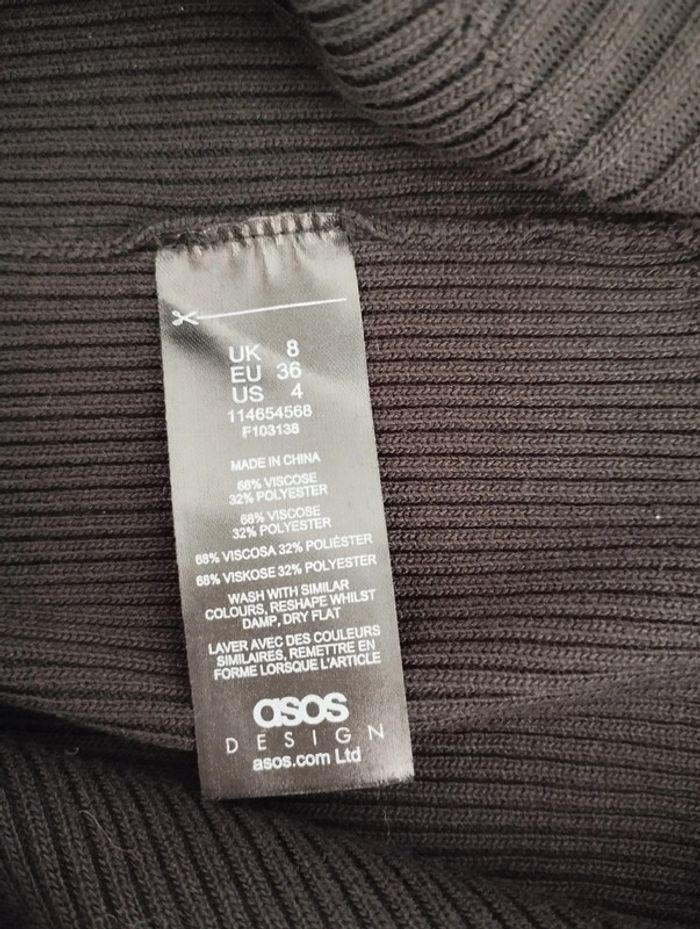 UK 8
EU 36
US 4
114654568
F103138
MADE IN CHINA
68% VISCOSE
32% POLYESTER
68% VISCOSE
32% POLYESTER
68% VISCOSA 32% POLIÉSTER
68% VISKOSE 32% POLYESTER
WASH WITH SIMILAR
COLOURS, RESHAPE WHILST
DAMP, DRY FLAT
LAVER AVEC DES COULEURS
SIMILAIRES, REMETTRE EN
FORME LORSQUE L'ARTICLE
asos
DESIGN
asos.com Ltd